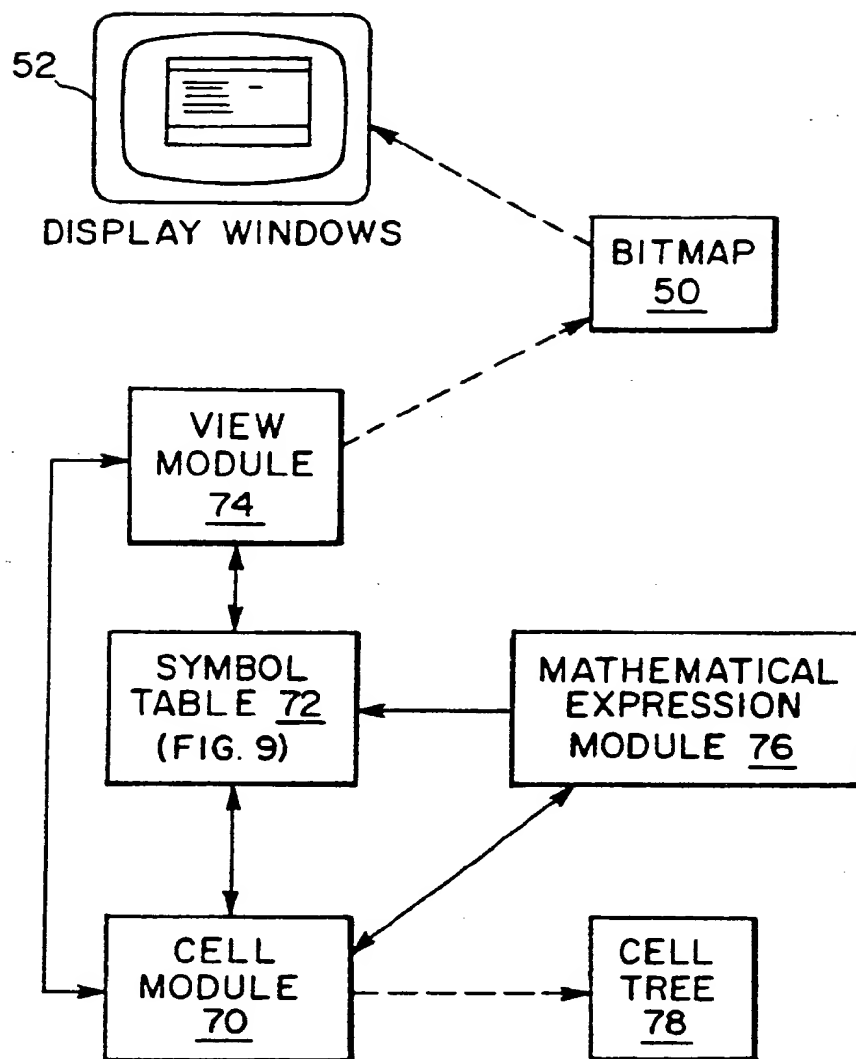 52
DISPLAY WINDOWS
BITMAP
50
VIEW
MODULE
74
SYMBOL
TABLE 72
(FIG. 9)
MATHEMATICAL
EXPRESSION
MODULE 76
CELL
MODULE
70
CELL
TREE
78